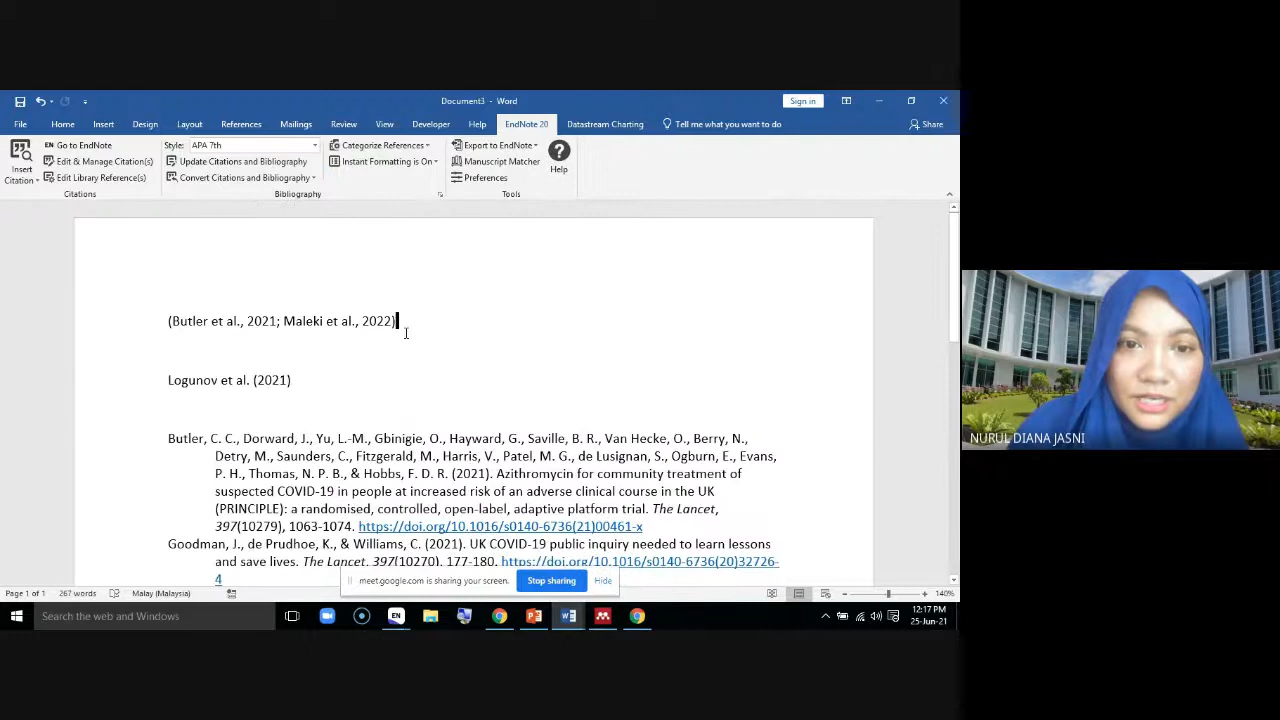 Document3 - Word
Sign in
File Home Insert Design Layout References Mailings Review View Developer Help EndNote 20 Datastream Charting Tell me what you want to do Share
Insert Citation
EN Go to EndNote
Edit & Manage Citation(s)
Edit Library Reference(s)
Citations
Style: APA 7th
Update Citations and Bibliography
Convert Citations and Bibliography
Categorize References
Instant Formatting is On
Bibliography
Export to EndNote
Manuscript Matcher
Preferences
Help
Tools
(Butler et al., 2021; Maleki et al., 2022)
Logunov et al. (2021)
Butler, C. C., Dorward, J., Yu, L.-M., Gbinigie, O., Hayward, G., Saville, B. R., Van Hecke, O., Berry, N.,
Detry, M., Saunders, C., Fitzgerald, M., Harris, V., Patel, M. G., de Lusignan, S., Ogburn, E., Evans,
P. H., Thomas, N. P. B., & Hobbs, F. D. R. (2021). Azithromycin for community treatment of
suspected COVID-19 in people at increased risk of an adverse clinical course in the UK
(PRINCIPLE): a randomised, controlled, open-label, adaptive platform trial. The Lancet,
397(10279), 1063-1074. https://doi.org/10.1016/s0140-6736(21)00461-x
Goodman, J., de Prudhoe, K., & Williams, C. (2021). UK COVID-19 public inquiry needed to learn lessons
and save lives. The Lancet, 397(10270), 177-180. https://doi.org/10.1016/s0140-6736(20)32726-
4
meet.google.com is sharing your screen. Stop sharing Hide
Page 1 of 1 267 words Malay (Malaysia) 140%
Search the web and Windows
EN
12:17 PM
25-Jun-21
NURUL DIANA JASNI